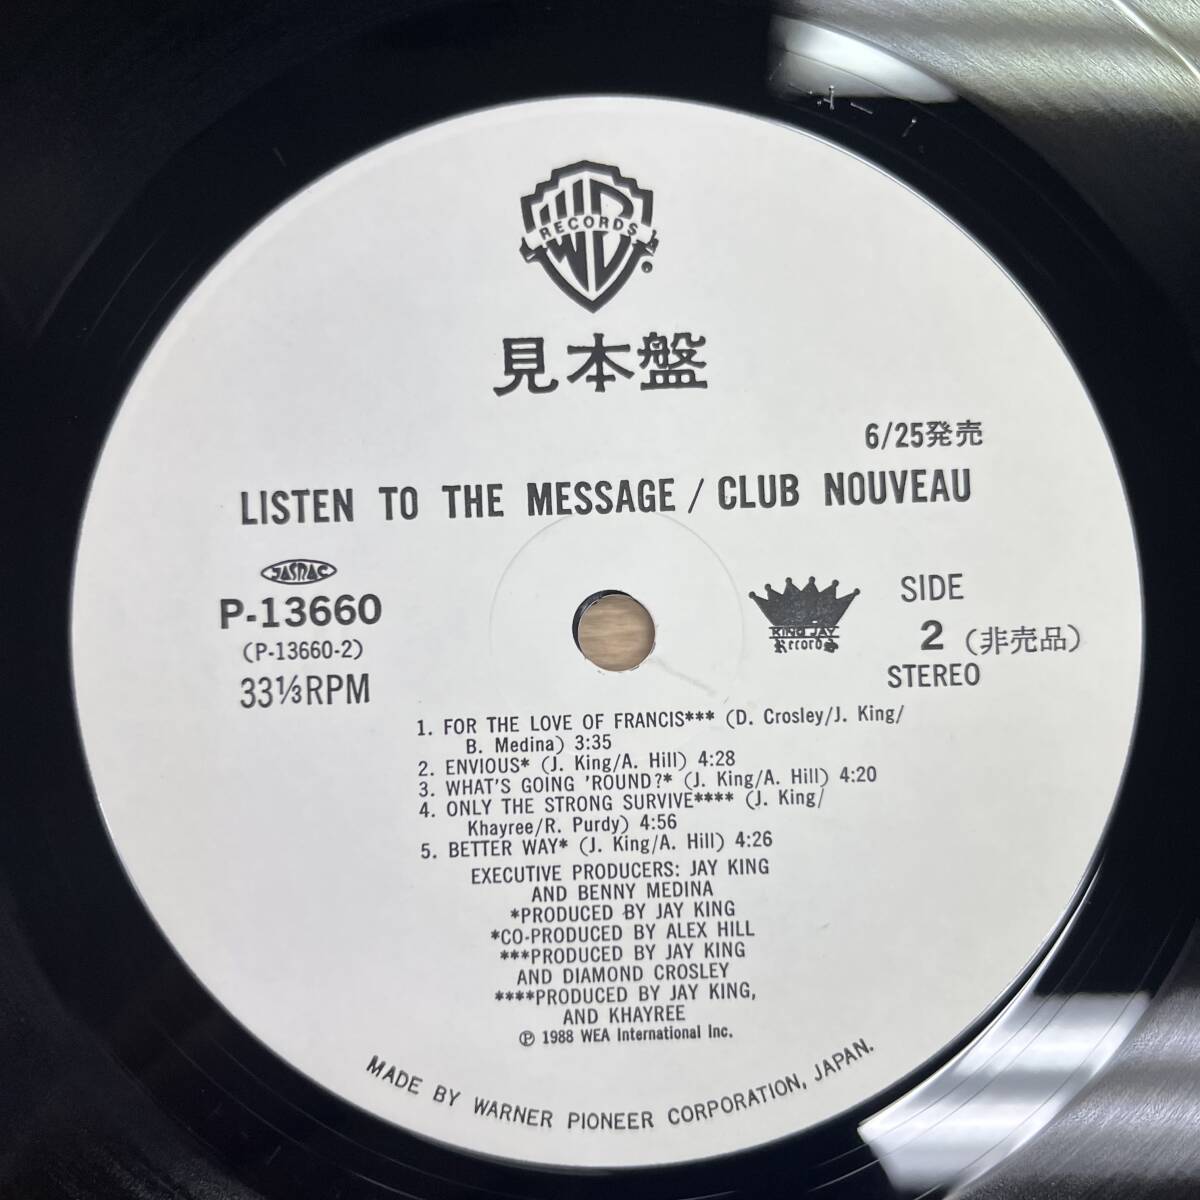 WB
RECORDS
見本盤
6/25発売
LISTEN TO THE MESSAGE / CLUB NOUVEAU
JASRAC
P-13660
(P-13660-2)
33⅓RPM
KING JAY
Records
SIDE
2 (非売品)
STEREO
1. FOR THE LOVE OF FRANCIS*** (D. Crosley/J. King/
B. Medina) 3:35
2. ENVIOUS* (J. King/A. Hill) 4:28
3. WHAT'S GOING 'ROUND?* (J. King/A. Hill) 4:20
4. ONLY THE STRONG SURVIVE**** (J. King/
Khayree/R. Purdy) 4:56
5. BETTER WAY* (J. King/A. Hill) 4:26
EXECUTIVE PRODUCERS: JAY KING
AND BENNY MEDINA
*PRODUCED BY JAY KING
*CO-PRODUCED BY ALEX HILL
***PRODUCED BY JAY KING
AND DIAMOND CROSLEY
****PRODUCED BY JAY KING,
AND KHAYREE
℗ 1988 WEA International Inc.
MADE BY WARNER PIONEER CORPORATION, JAPAN.